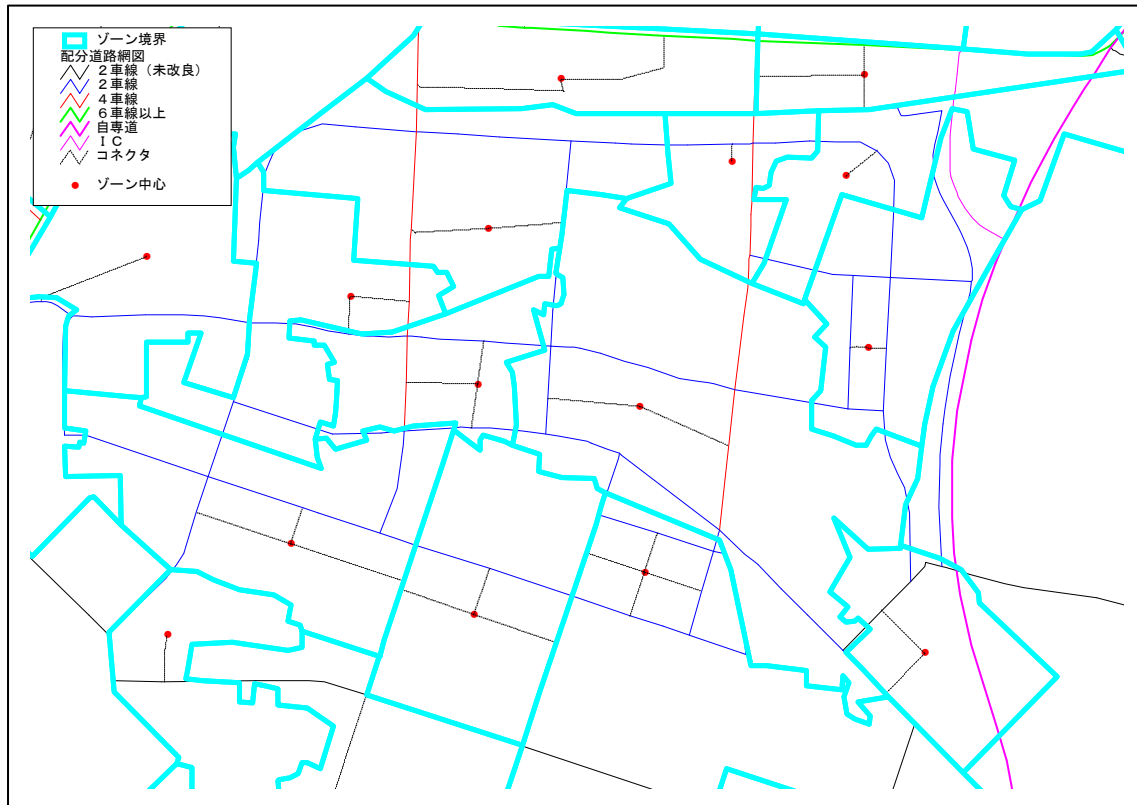 ゾーン境界
配分道路網図
２車線（未改良）
２車線
４車線
６車線以上
自専道
ＩＣ
コネクタ
ゾーン中心